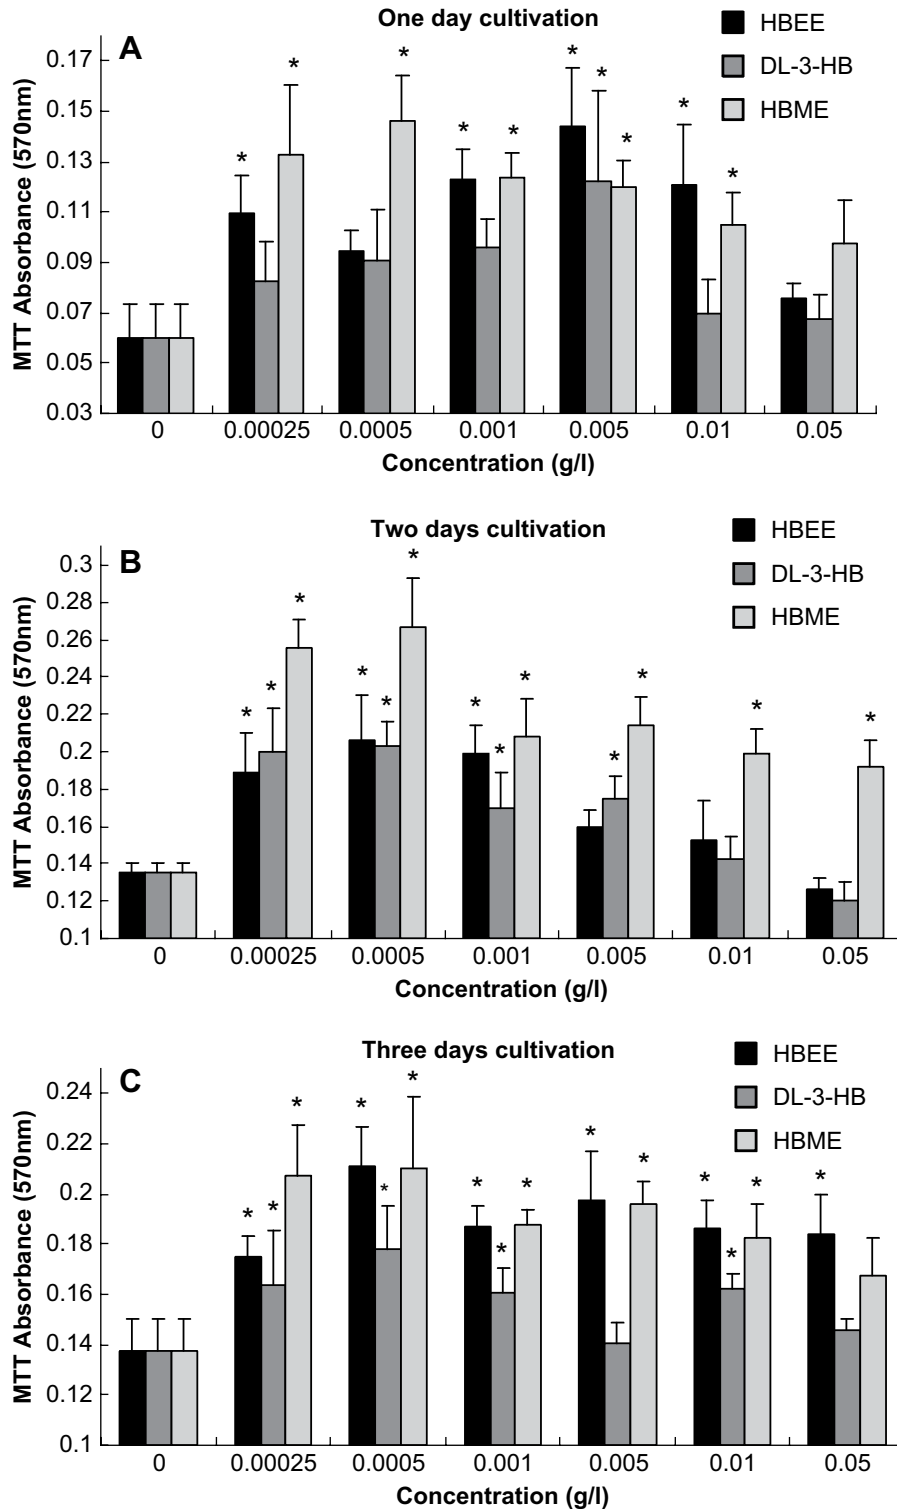 One day cultivation
A
HBEE
DL-3-HB
HBME
MTT Absorbance (570nm)
0.17
0.15
0.13
0.11
0.09
0.07
0.05
0.03
* * * * * * * * * *
0 0.00025 0.0005 0.001 0.005 0.01 0.05
Concentration (g/l)
Two days cultivation
B
HBEE
DL-3-HB
HBME
MTT Absorbance (570nm)
0.3
0.28
0.26
0.24
0.22
0.2
0.18
0.16
0.14
0.12
0.1
* * * * * * * * * * * * *
0 0.00025 0.0005 0.001 0.005 0.01 0.05
Concentration (g/l)
Three days cultivation
C
HBEE
DL-3-HB
HBME
MTT Absorbance (570nm)
0.24
0.22
0.2
0.18
0.16
0.14
0.12
0.1
* * * * * * * * * * * * * * *
0 0.00025 0.0005 0.001 0.005 0.01 0.05
Concentration (g/l)